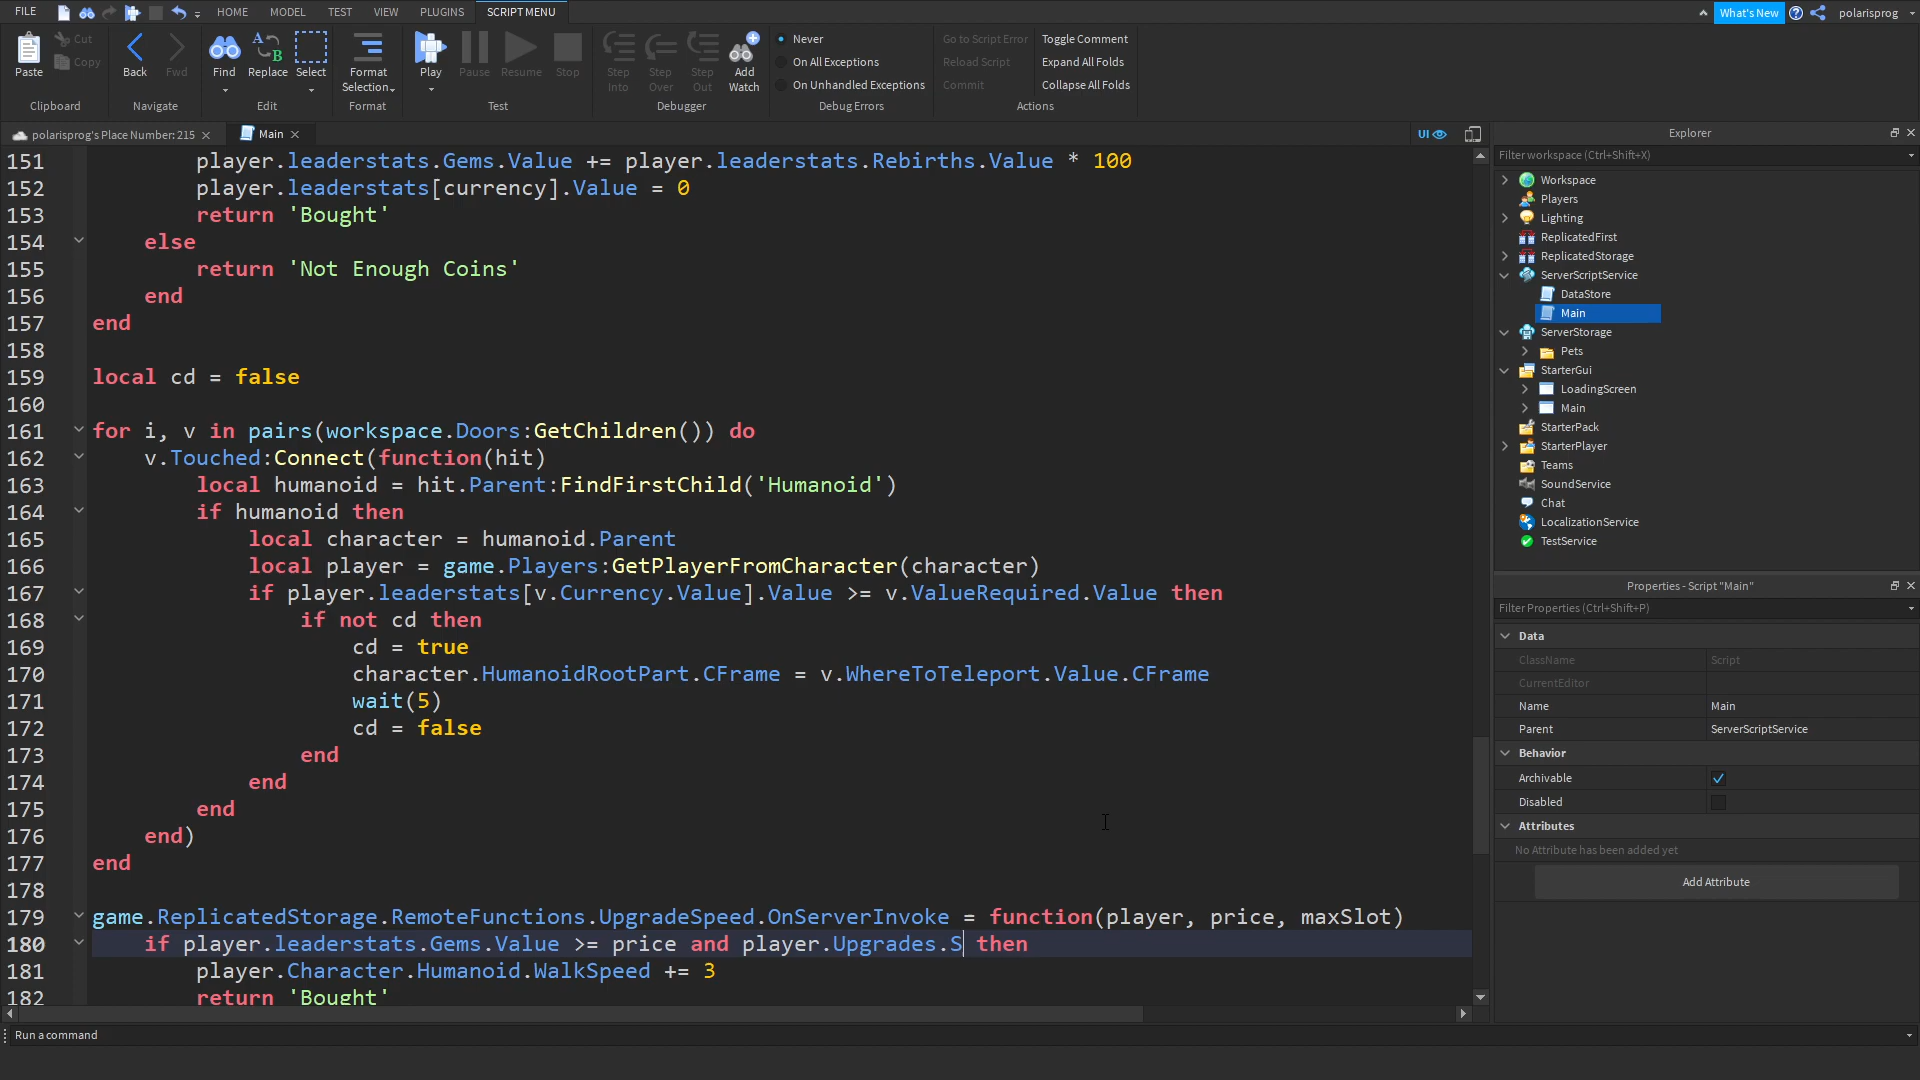 FILE HOME MODEL TEST VIEW PLUGINS SCRIPT MENU What's New polarisprog
Paste Cut Copy Clipboard
Back Fwd Navigate
Find Replace Select Edit
Format Selection Format
Play Pause Resume Stop Test
Step Into Step Over Step Out Add Watch Debugger
Never
On All Exceptions
On Unhandled Exceptions
Debug Errors
Go to Script Error Toggle Comment
Reload Script Expand All Folds
Commit Collapse All Folds
Actions
polarisprog's Place Number: 215 Main UI
151 player.leaderstats.Gems.Value += player.leaderstats.Rebirths.Value * 100
152 player.leaderstats[currency].Value = 0
153 return 'Bought'
154 else
155 return 'Not Enough Coins'
156 end
157 end
158
159 local cd = false
160
161 for i, v in pairs(workspace.Doors:GetChildren()) do
162 v.Touched:Connect(function(hit)
163 local humanoid = hit.Parent:FindFirstChild('Humanoid')
164 if humanoid then
165 local character = humanoid.Parent
166 local player = game.Players:GetPlayerFromCharacter(character)
167 if player.leaderstats[v.Currency.Value].Value >= v.ValueRequired.Value then
168 if not cd then
169 cd = true
170 character.HumanoidRootPart.CFrame = v.WhereToTeleport.Value.CFrame
171 wait(5)
172 cd = false
173 end
174 end
175 end
176 end)
177 end
178
179 game.ReplicatedStorage.RemoteFunctions.UpgradeSpeed.OnServerInvoke = function(player, price, maxSlot)
180 if player.leaderstats.Gems.Value >= price and player.Upgrades.S then
181 player.Character.Humanoid.WalkSpeed += 3
182 return 'Bought'
Run a command
Explorer
Filter workspace (Ctrl+Shift+X)
Workspace
Players
Lighting
ReplicatedFirst
ReplicatedStorage
ServerScriptService
DataStore
Main
ServerStorage
Pets
StarterGui
LoadingScreen
Main
StarterPack
StarterPlayer
Teams
SoundService
Chat
LocalizationService
TestService
Properties - Script "Main"
Filter Properties (Ctrl+Shift+P)
Data
ClassName Script
CurrentEditor
Name Main
Parent ServerScriptService
Behavior
Archivable
Disabled
Attributes
No Attribute has been added yet
Add Attribute